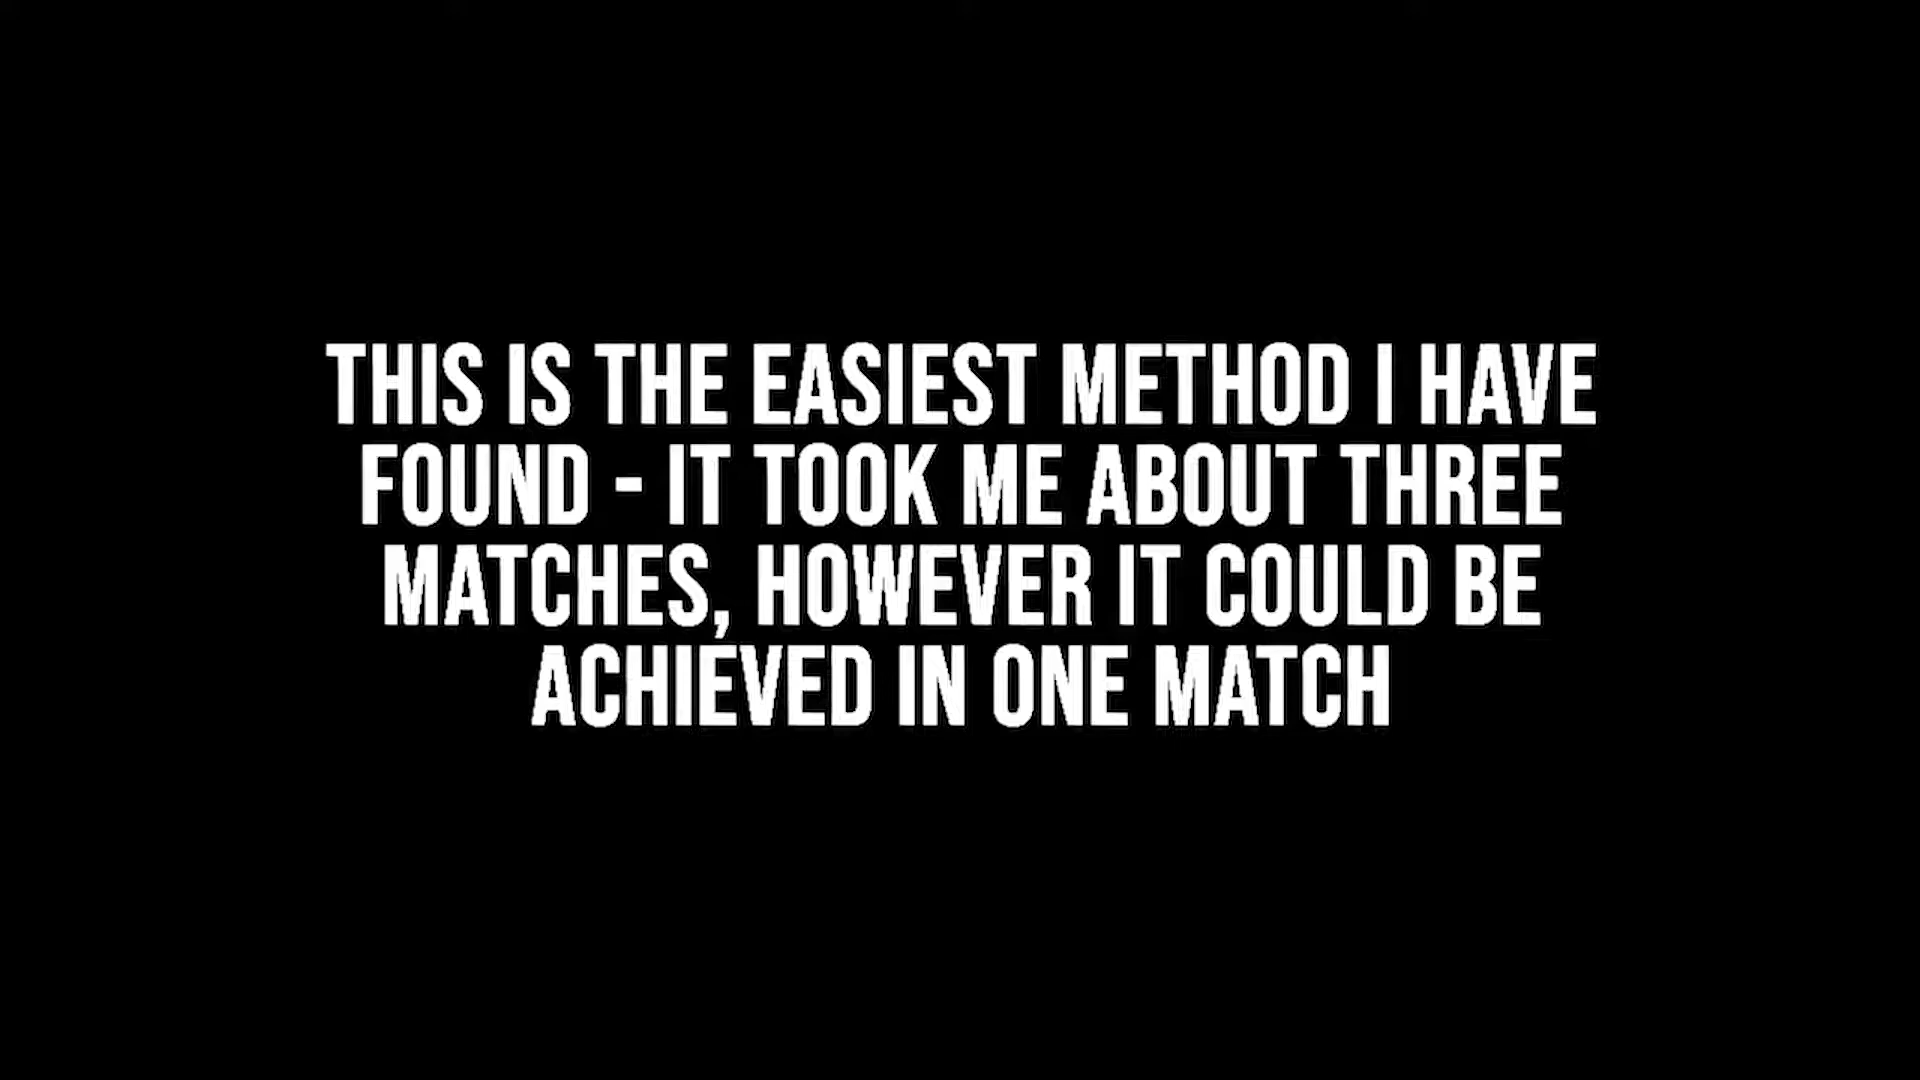 THIS IS THE EASIEST METHOD I HAVE
FOUND - IT TOOK ME ABOUT THREE
MATCHES, HOWEVER IT COULD BE
ACHIEVED IN ONE MATCH